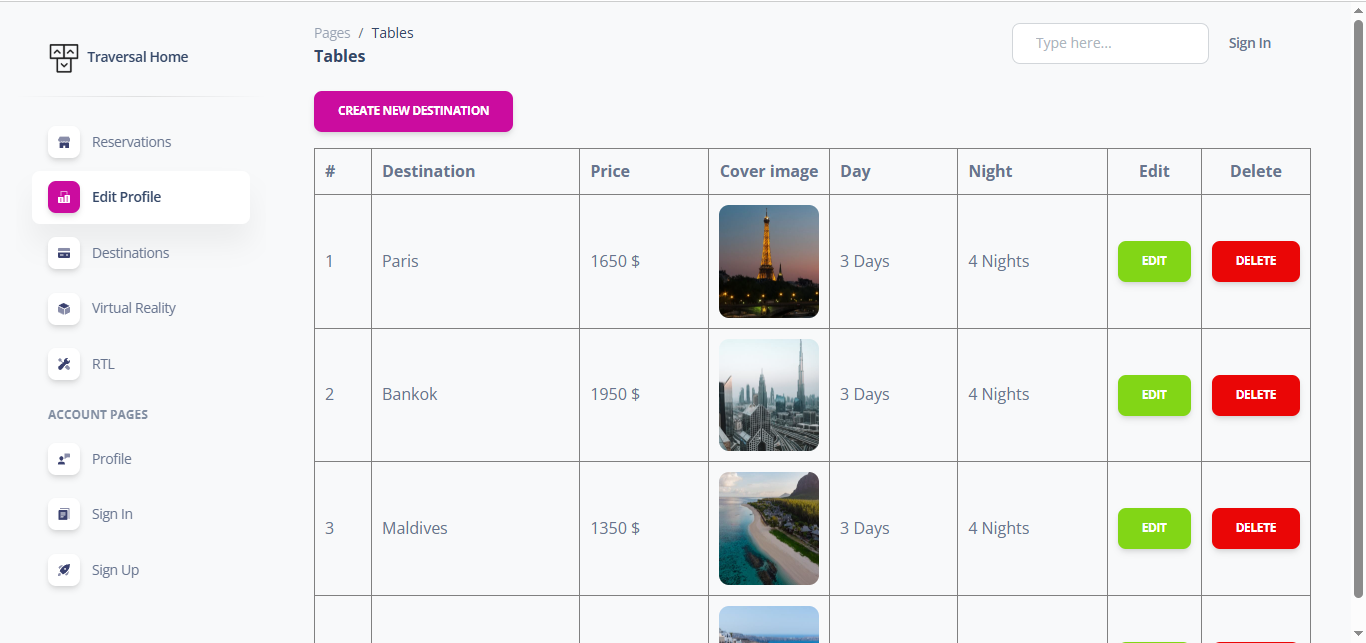 Traversal Home
Reservations
Edit Profile
Destinations
Virtual Reality
RTL
ACCOUNT PAGES
Profile
Sign In
Sign Up
Pages / Tables
Tables
Type here...
Sign In
CREATE NEW DESTINATION
# Destination Price Cover image Day Night Edit Delete
1 Paris 1650 $ 3 Days 4 Nights EDIT DELETE
2 Bankok 1950 $ 3 Days 4 Nights EDIT DELETE
3 Maldives 1350 $ 3 Days 4 Nights EDIT DELETE